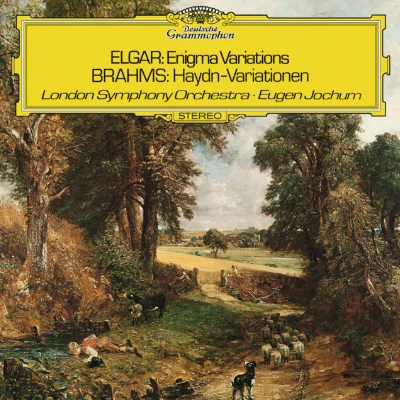 Deutsche
Grammophon
ELGAR: Enigma Variations
BRAHMS: Haydn-Variationen
London Symphony Orchestra · Eugen Jochum
STEREO